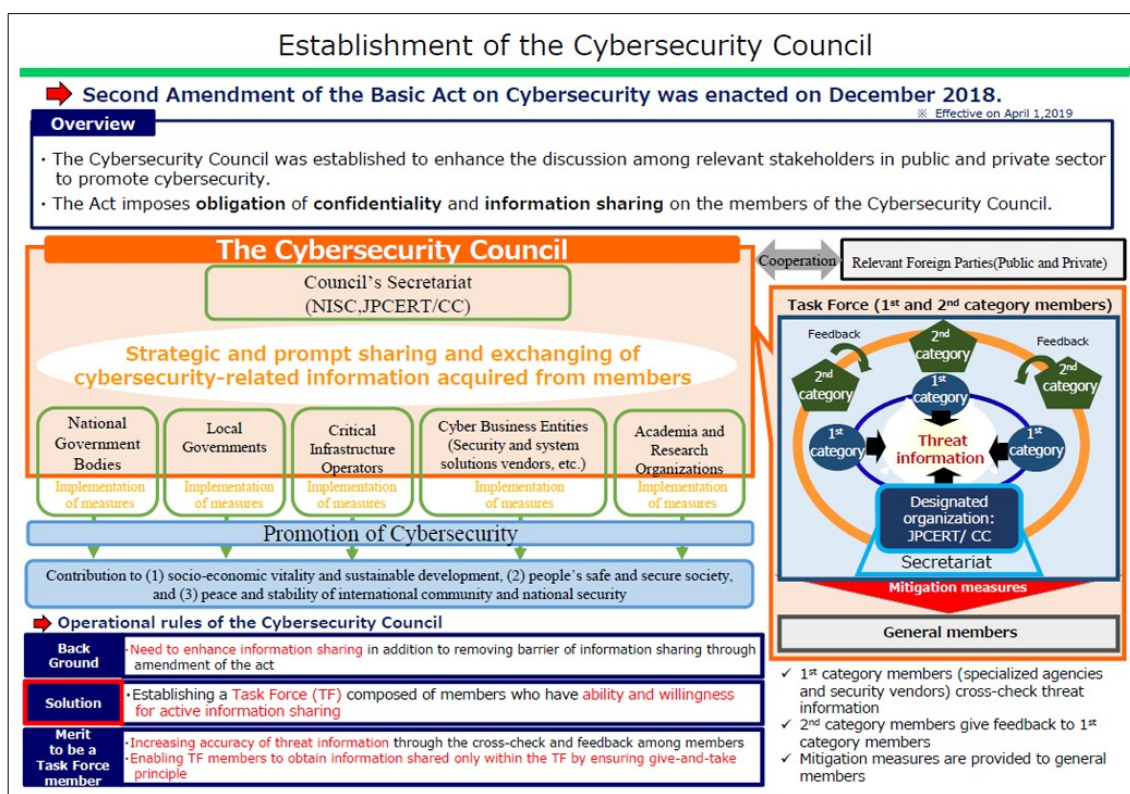 Establishment of the Cybersecurity Council
Second Amendment of the Basic Act on Cybersecurity was enacted on December 2018.
※ Effective on April 1,2019
Overview
・The Cybersecurity Council was established to enhance the discussion among relevant stakeholders in public and private sector
to promote cybersecurity.
・The Act imposes obligation of confidentiality and information sharing on the members of the Cybersecurity Council.
The Cybersecurity Council
Council's Secretariat
(NISC,JPCERT/CC)
Strategic and prompt sharing and exchanging of
cybersecurity-related information acquired from members
National
Government
Bodies
Implementation
of measures
Local
Governments
Implementation
of measures
Critical
Infrastructure
Operators
Implementation
of measures
Cyber Business Entities
(Security and system
solutions vendors, etc.)
Implementation
of measures
Academia and
Research
Organizations
Implementation
of measures
Promotion of Cybersecurity
Contribution to (1) socio-economic vitality and sustainable development, (2) people's safe and secure society,
and (3) peace and stability of international community and national security
Cooperation
Relevant Foreign Parties(Public and Private)
Task Force (1st and 2nd category members)
Feedback
2nd
category
Feedback
2nd
category
2nd
category
1st
category
1st
category
1st
category
Threat
information
Designated
organization:
JPCERT/ CC
Secretariat
Mitigation measures
General members
Operational rules of the Cybersecurity Council
Back
Ground
・Need to enhance information sharing in addition to removing barrier of information sharing through
amendment of the act
Solution
・Establishing a Task Force (TF) composed of members who have ability and willingness
for active information sharing
Merit
to be a
Task Force
member
・Increasing accuracy of threat information through the cross-check and feedback among members
・Enabling TF members to obtain information shared only within the TF by ensuring give-and-take
principle
✓ 1st category members (specialized agencies
and security vendors) cross-check threat
information
✓ 2nd category members give feedback to 1st
category members
✓ Mitigation measures are provided to general
members